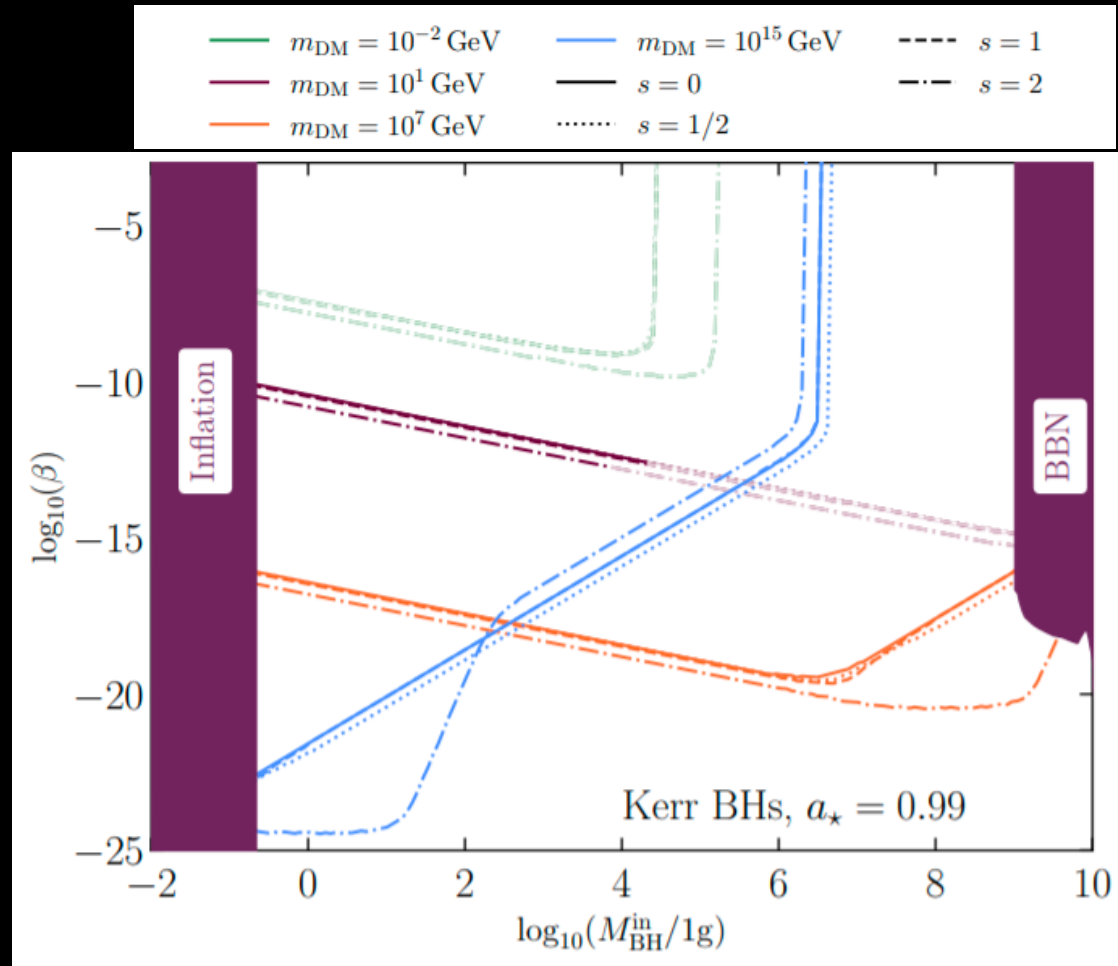 m_DM = 10^−2 GeV m_DM = 10^15 GeV s = 1
m_DM = 10^1 GeV s = 0 s = 2
m_DM = 10^7 GeV s = 1/2
−5
−10
−15
−20
−25
log10(β)
Inflation
BBN
Kerr BHs, a⋆ = 0.99
−2 0 2 4 6 8 10
log10(M_BH^in/1g)